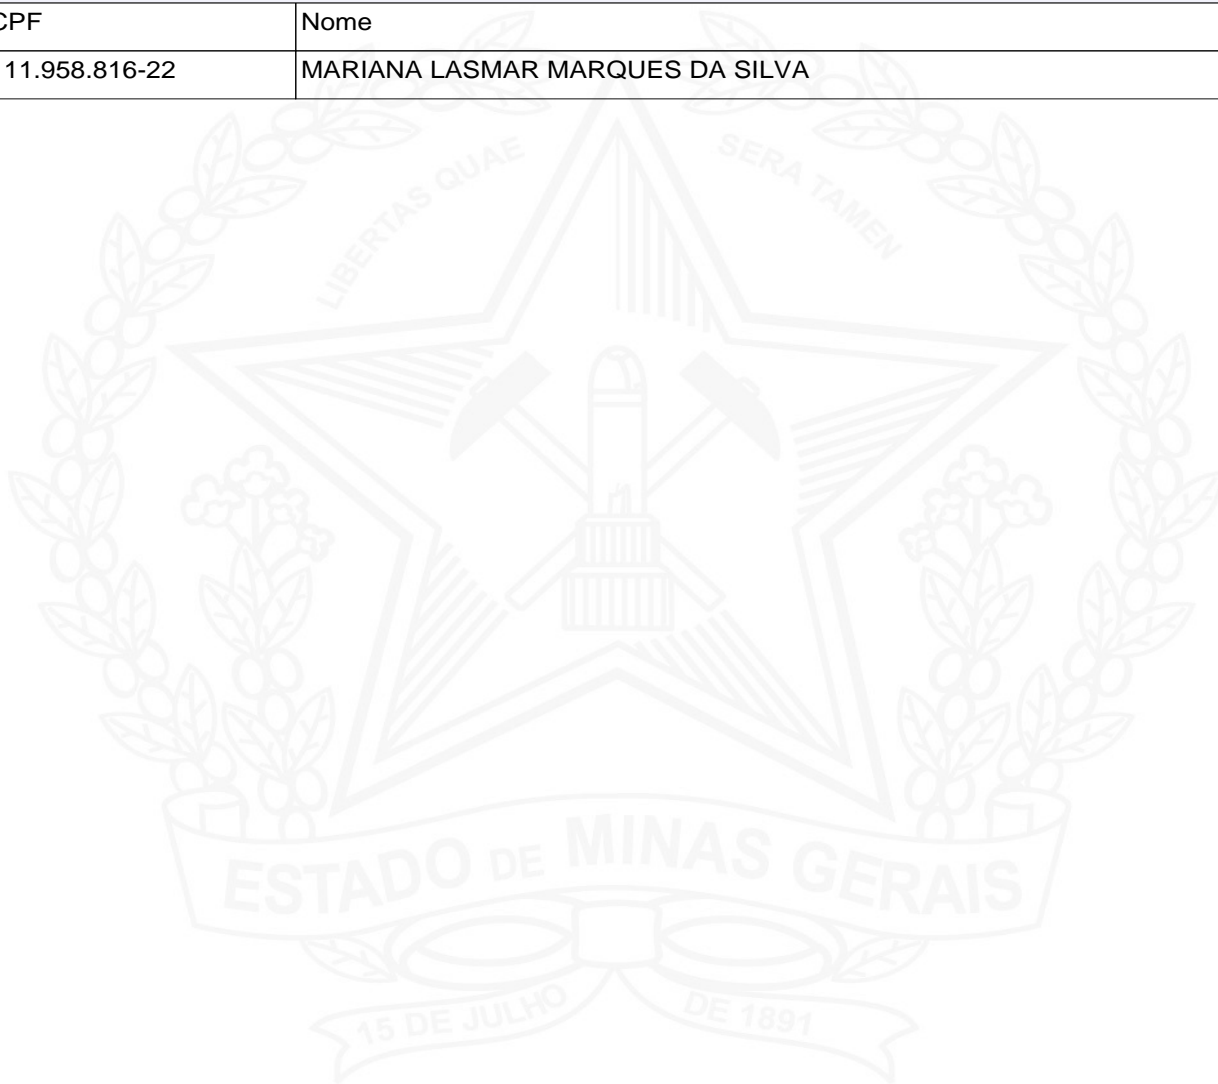 CPF Nome
11.958.816-22 MARIANA LASMAR MARQUES DA SILVA
LIBERTAS QUAE SERA TAMEN
ESTADO DE MINAS GERAIS
15 DE JULHO DE 1891